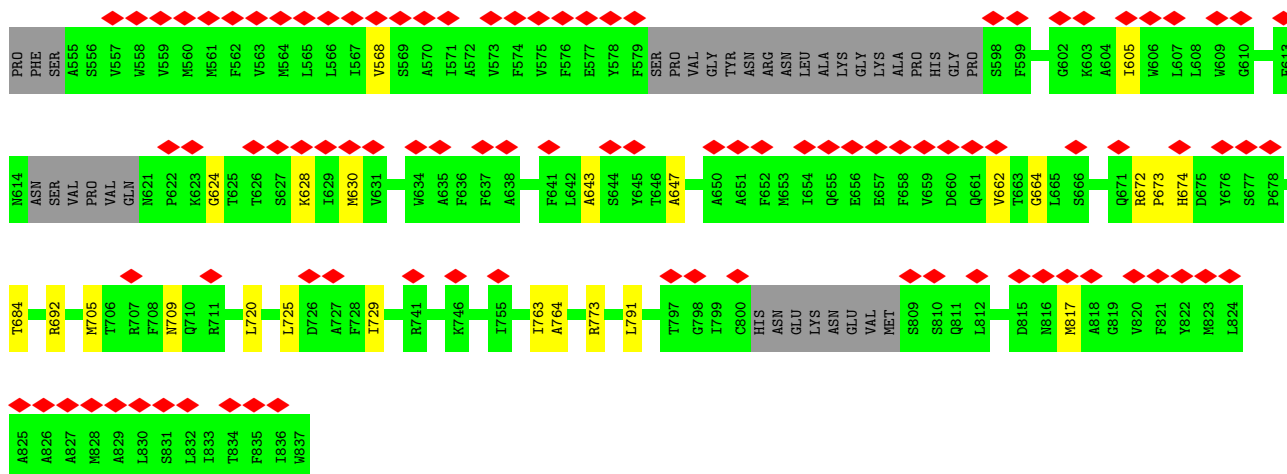 PRO PHE SER A555 S556 V557 W558 V559 M560 M561 F562 V563 M564 L565 L566 I567 V568 S569 A570 I571 A572 V573 F574 V575 F576 E577 Y578 F579 SER PRO VAL GLY TYR ASN ARG ASN LEU ALA LYS GLY LYS ALA PRO HIS GLY PRO S598 F599 G602 K603 A604 I605 W606 L607 L608 W609 G610 E613
N614 ASN SER VAL PRO VAL GLN N621 P622 K623 G624 T625 T626 S627 K628 I629 M630 V631 W634 A635 F636 F637 A638 F641 L642 A643 S644 Y645 T646 A647 A650 A651 F652 M653 I654 Q655 E656 E657 F658 V659 D660 Q661 V662 T663 G664 L665 S666 Q671 R672 P673 H674 D675 Y676 S677 P678
T684 R692 M705 T706 R707 F708 N709 Q710 R711 L720 L725 D726 A727 F728 I729 R741 K746 I755 I763 A764 R773 L791 T797 G798 I799 C800 HIS ASN GLU LYS ASN GLU VAL MET S809 S810 Q811 L812 D815 N816 M817 A818 G819 V820 F821 Y822 M823 L824
A825 A826 A827 M828 A829 L830 S831 L832 I833 T834 F835 I836 W837